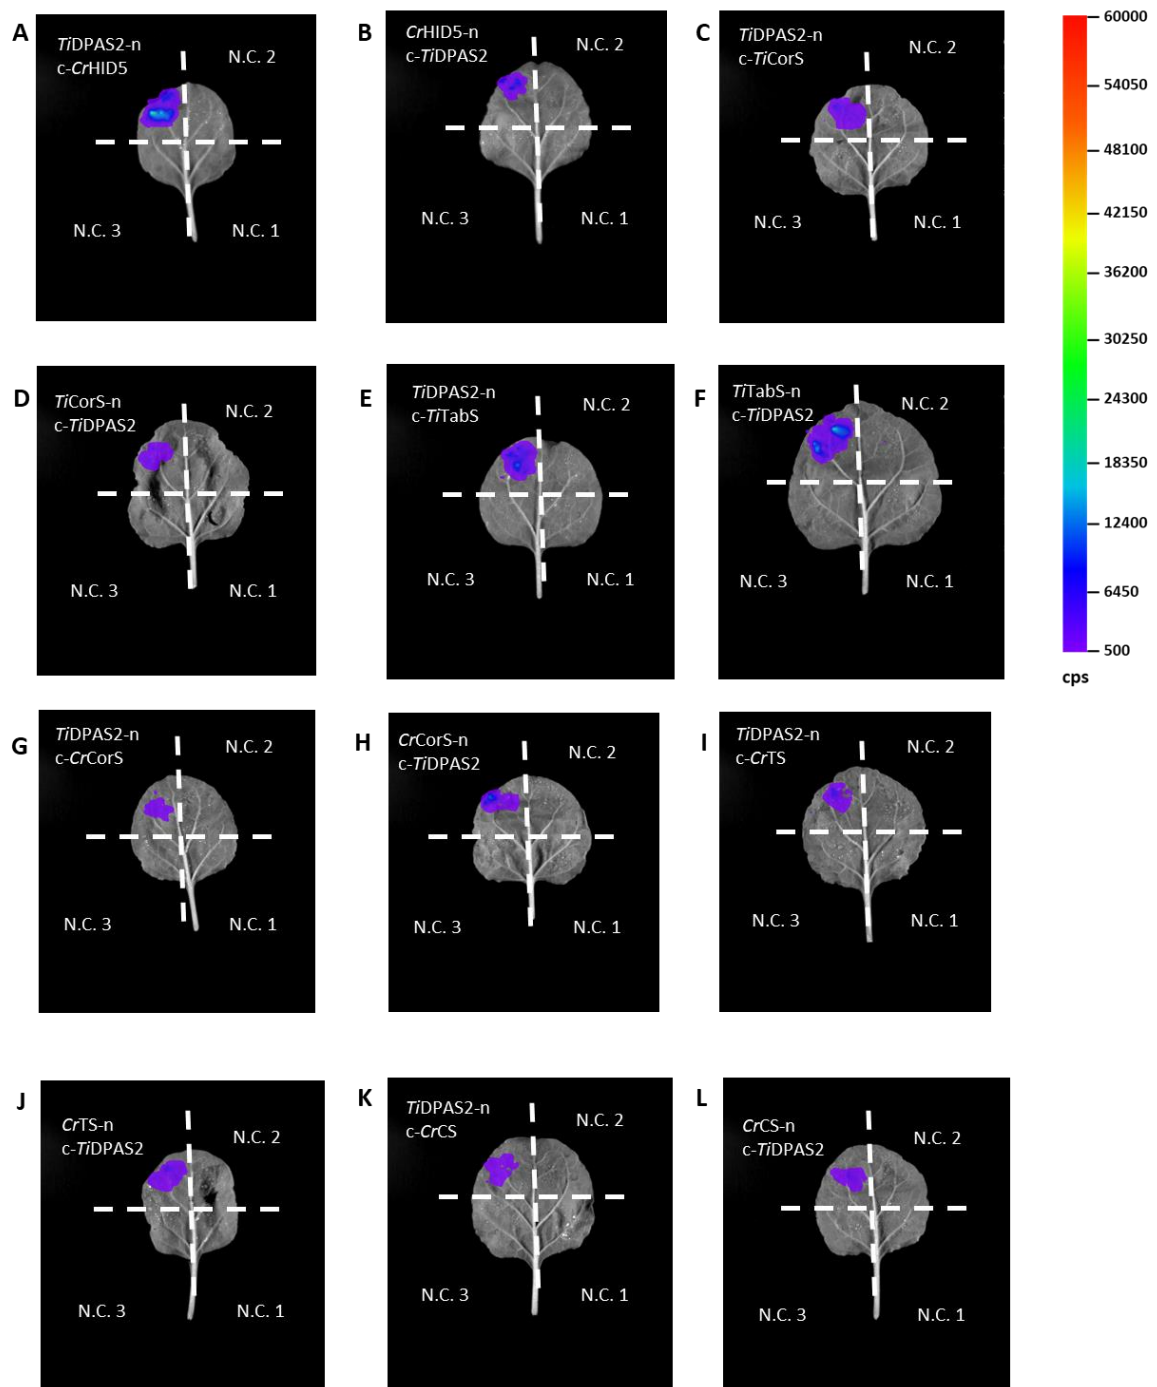 A
TiDPAS2-n
c-CrHID5
N.C. 2
N.C. 3
N.C. 1
B
CrHID5-n
c-TiDPAS2
N.C. 2
N.C. 3
N.C. 1
C
TiDPAS2-n
c-TiCorS
N.C. 2
N.C. 3
N.C. 1
60000
54050
48100
42150
36200
30250
24300
18350
12400
6450
500
cps
D
TiCorS-n
c-TiDPAS2
N.C. 2
N.C. 3
N.C. 1
E
TiDPAS2-n
c-TiTabS
N.C. 2
N.C. 3
N.C. 1
F
TiTabS-n
c-TiDPAS2
N.C. 2
N.C. 3
N.C. 1
G
TiDPAS2-n
c-CrCorS
N.C. 2
N.C. 3
N.C. 1
H
CrCorS-n
c-TiDPAS2
N.C. 2
N.C. 3
N.C. 1
I
TiDPAS2-n
c-CrTS
N.C. 2
N.C. 3
N.C. 1
J
CrTS-n
c-TiDPAS2
N.C. 2
N.C. 3
N.C. 1
K
TiDPAS2-n
c-CrCS
N.C. 2
N.C. 3
N.C. 1
L
CrCS-n
c-TiDPAS2
N.C. 2
N.C. 3
N.C. 1